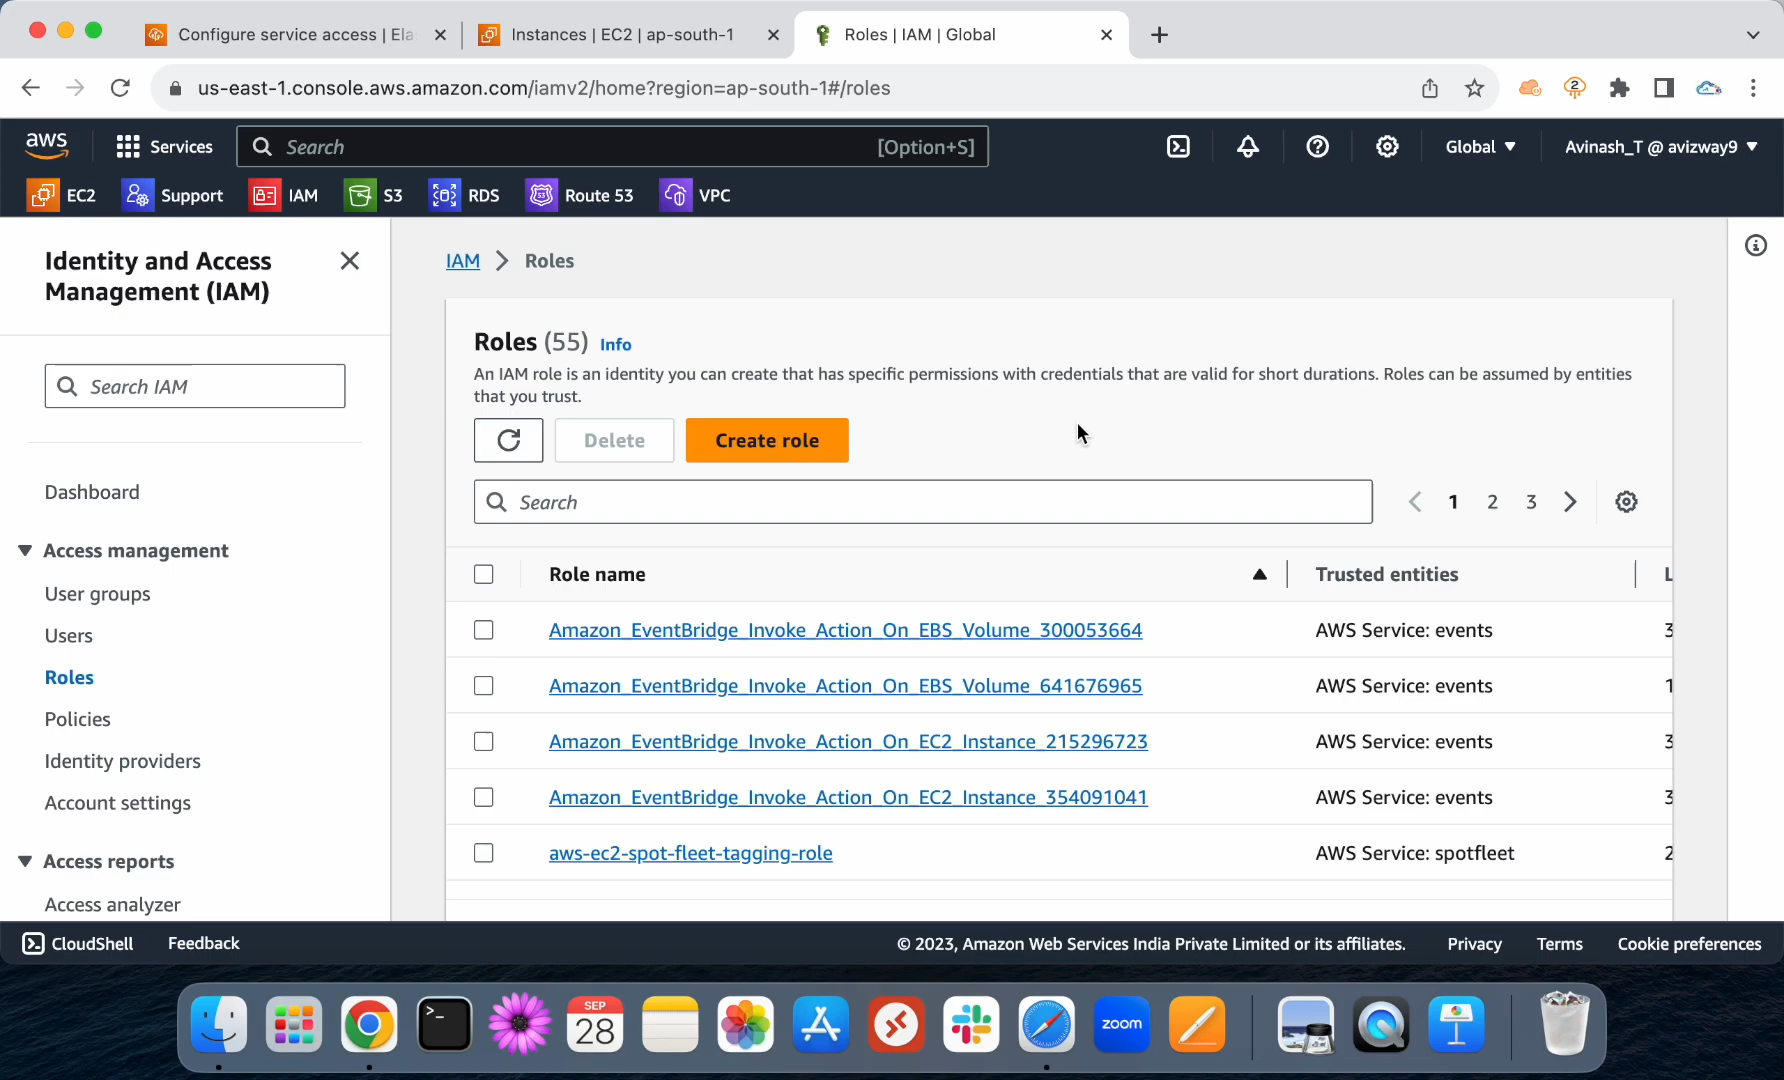 Configure service access | Ela
Instances | EC2 | ap-south-1
Roles | IAM | Global
us-east-1.console.aws.amazon.com/iamv2/home?region=ap-south-1#/roles
2
aws
Services
Search
[Option+S]
Global
Avinash_T @ avizway9
EC2
Support
IAM
S3
RDS
53
Route 53
VPC
Identity and Access
Management (IAM)
Search IAM
Dashboard
Access management
User groups
Users
Roles
Policies
Identity providers
Account settings
Access reports
Access analyzer
IAM
Roles
Roles (55) Info
An IAM role is an identity you can create that has specific permissions with credentials that are valid for short durations. Roles can be assumed by entities
that you trust.
Delete
Create role
Search
1 2 3
Role name
Trusted entities
L
Amazon_EventBridge_Invoke_Action_On_EBS_Volume_300053664
AWS Service: events
3
Amazon_EventBridge_Invoke_Action_On_EBS_Volume_641676965
AWS Service: events
1
Amazon_EventBridge_Invoke_Action_On_EC2_Instance_215296723
AWS Service: events
3
Amazon_EventBridge_Invoke_Action_On_EC2_Instance_354091041
AWS Service: events
3
aws-ec2-spot-fleet-tagging-role
AWS Service: spotfleet
2
CloudShell
Feedback
© 2023, Amazon Web Services India Private Limited or its affiliates.
Privacy
Terms
Cookie preferences
SEP
28
zoom